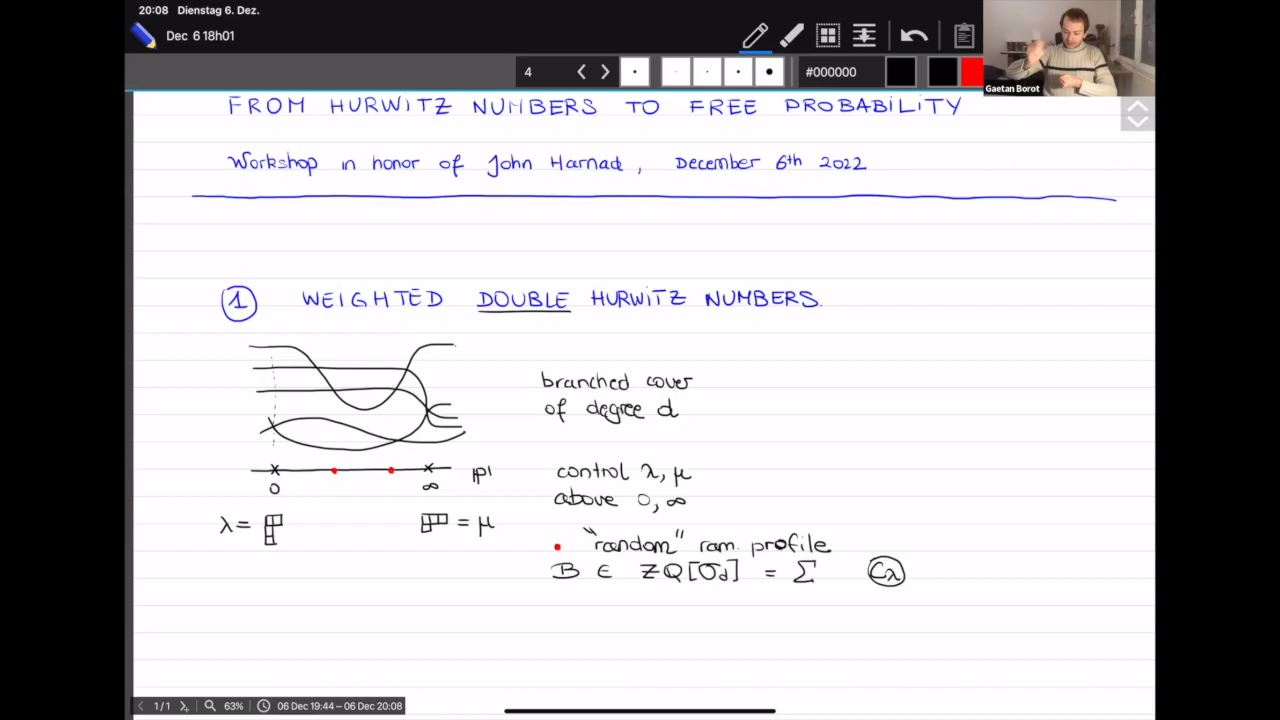 20:08 Dienstag 6. Dez.
Dec 6 18h01
4
#000000
Gaetan Borot
FROM HURWITZ NUMBERS TO FREE PROBABILITY
Workshop in honor of John Harnad, December 6th 2022
1 WEIGHTED DOUBLE HURWITZ NUMBERS.
branched cover
of degree d
0 ∞ ℙ¹
control λ, μ
above 0, ∞
λ = = μ
• "random" ram. profile
B ∈ ZQ[σd] = Σ Cλ
1/1 63% 06 Dec 19:44 – 06 Dec 20:08